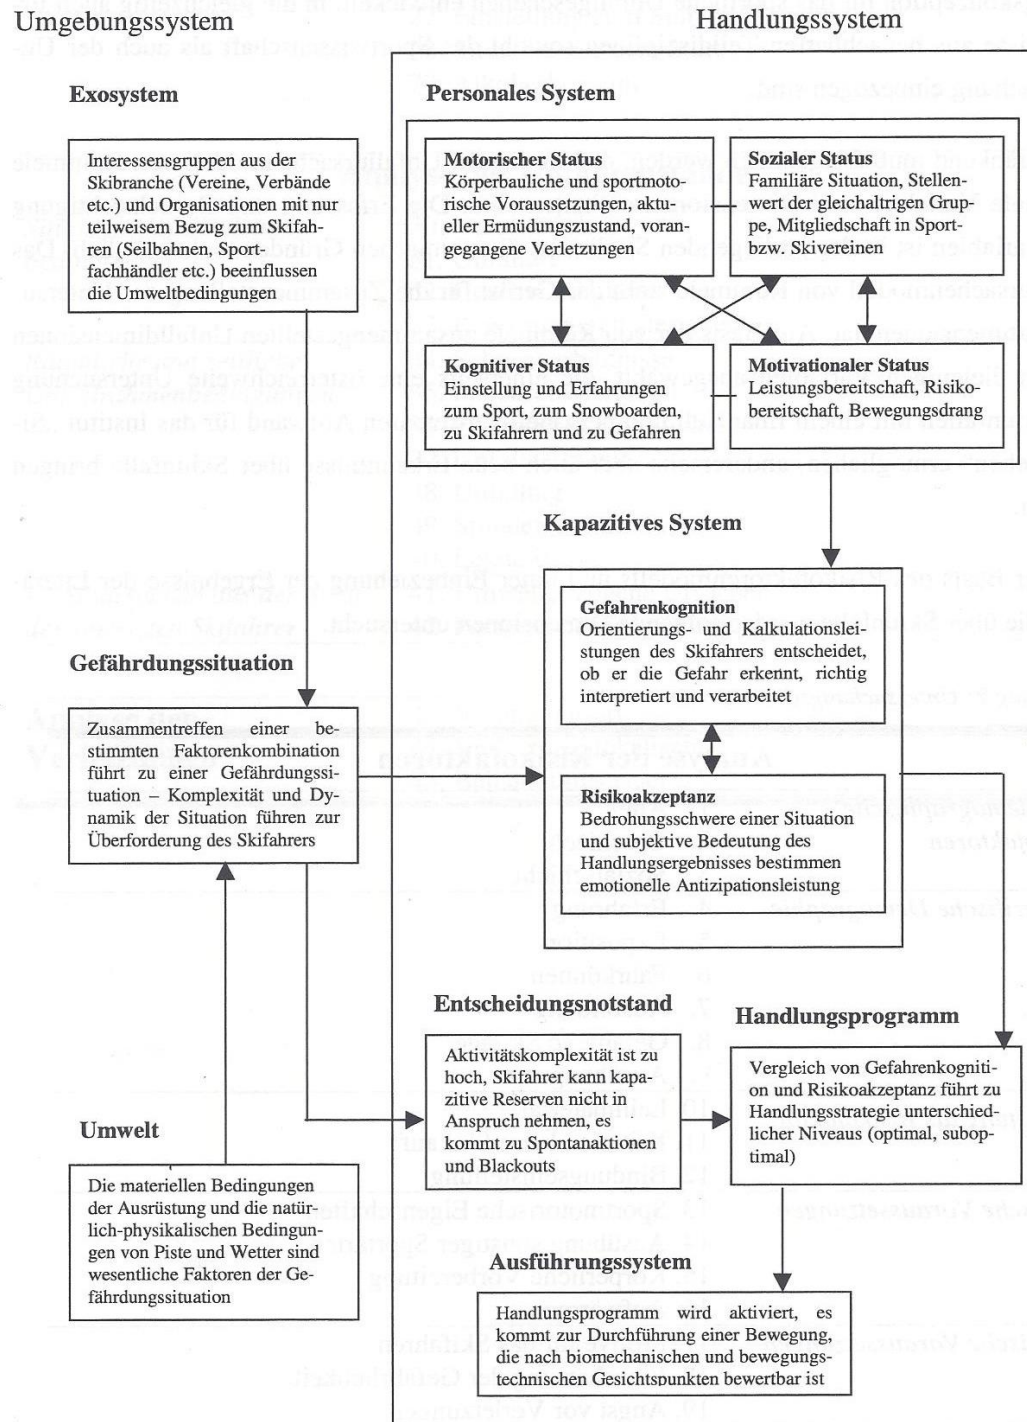 Umgebungssystem
Handlungssystem
Exosystem
Interessensgruppen aus der
Skibranche (Vereine, Verbände
etc.) und Organisationen mit nur
teilweisem Bezug zum Skifah-
ren (Seilbahnen, Sport-
fachhändler etc.) beeinflussen
die Umweltbedingungen
Personales System
Motorischer Status
Körperbauliche und sportmoto-
rische Voraussetzungen, aktu-
eller Ermüdungszustand, voran-
gegangene Verletzungen
Sozialer Status
Familiäre Situation, Stellen-
wert der gleichaltrigen Grup-
pe, Mitgliedschaft in Sport-
bzw. Skivereinen
Kognitiver Status
Einstellung und Erfahrungen
zum Sport, zum Snowboarden,
zu Skifahrern und zu Gefahren
Motivationaler Status
Leistungsbereitschaft, Risiko-
bereitschaft, Bewegungsdrang
Kapazitives System
Gefahrenkognition
Orientierungs- und Kalkulationslei-
stungen des Skifahrers entscheidet,
ob er die Gefahr erkennt, richtig
interpretiert und verarbeitet
Risikoakzeptanz
Bedrohungsschwere einer Situation
und subjektive Bedeutung des
Handlungsergebnisses bestimmen
emotionelle Antizipationsleistung
Gefährdungssituation
Zusammentreffen einer be-
stimmten Faktorenkombination
führt zu einer Gefährdungssi-
tuation - Komplexität und Dy-
namik der Situation führen zur
Überforderung des Skifahrers
Entscheidungsnotstand
Aktivitätskomplexität ist zu
hoch, Skifahrer kann kapa-
zitive Reserven nicht in
Anspruch nehmen, es
kommt zu Spontanaktionen
und Blackouts
Handlungsprogramm
Vergleich von Gefahrenkogniti-
on und Risikoakzeptanz führt zu
Handlungsstrategie unterschied-
licher Niveaus (optimal, subop-
timal)
Umwelt
Die materiellen Bedingungen
der Ausrüstung und die natür-
lich-physikalischen Bedingun-
gen von Piste und Wetter sind
wesentliche Faktoren der Ge-
fährdungssituation
Ausführungssystem
Handlungsprogramm wird aktiviert, es
kommt zur Durchführung einer Bewegung,
die nach biomechanischen und bewegungs-
technischen Gesichtspunkten bewertbar ist